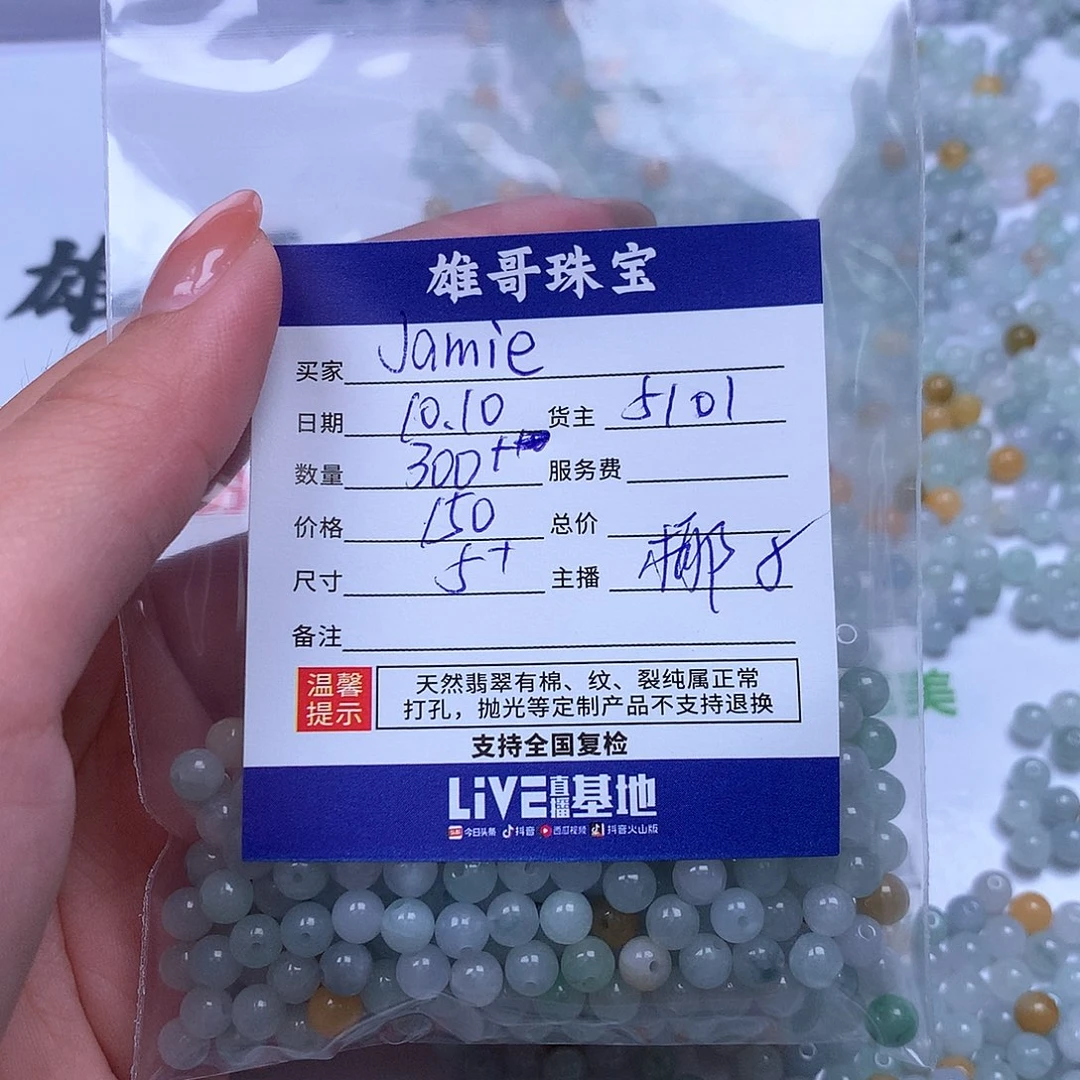 雄哥珠宝
买家 Jamie
日期 10.10 货主 5101
数量 300+ 服务费
价格 150 总价
尺寸 5+ 主播 椰子
备注
温馨提示
天然翡翠有棉、纹、裂纯属正常
打孔，抛光等定制产品不支持退换
支持全国复检
LiVE直播基地
今日头条 抖音 西瓜视频 抖音火山版
雄
美